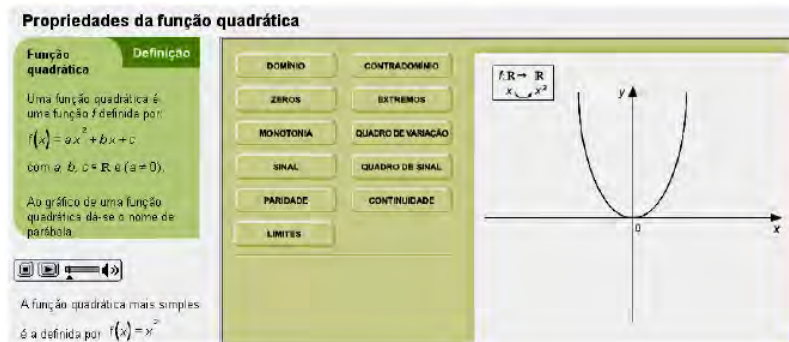 Propriedades da função quadrática
Função quadrática
Definição
Uma função quadrática é
uma função f definida por:
f(x) = ax² + bx + c
com a, b, c ∈ R e (a ≠ 0).
Ao gráfico de uma função
quadrática dá-se o nome de
parábola
A função quadrática mais simples
é a definida por f(x) = x²
DOMÍNIO
CONTRADOMÍNIO
ZEROS
EXTREMOS
MONOTONIA
QUADRO DE VARIAÇÃO
SINAL
QUADRO DE SINAL
PARIDADE
CONTINUIDADE
LIMITES
f: R → R
x x²
y
0
x